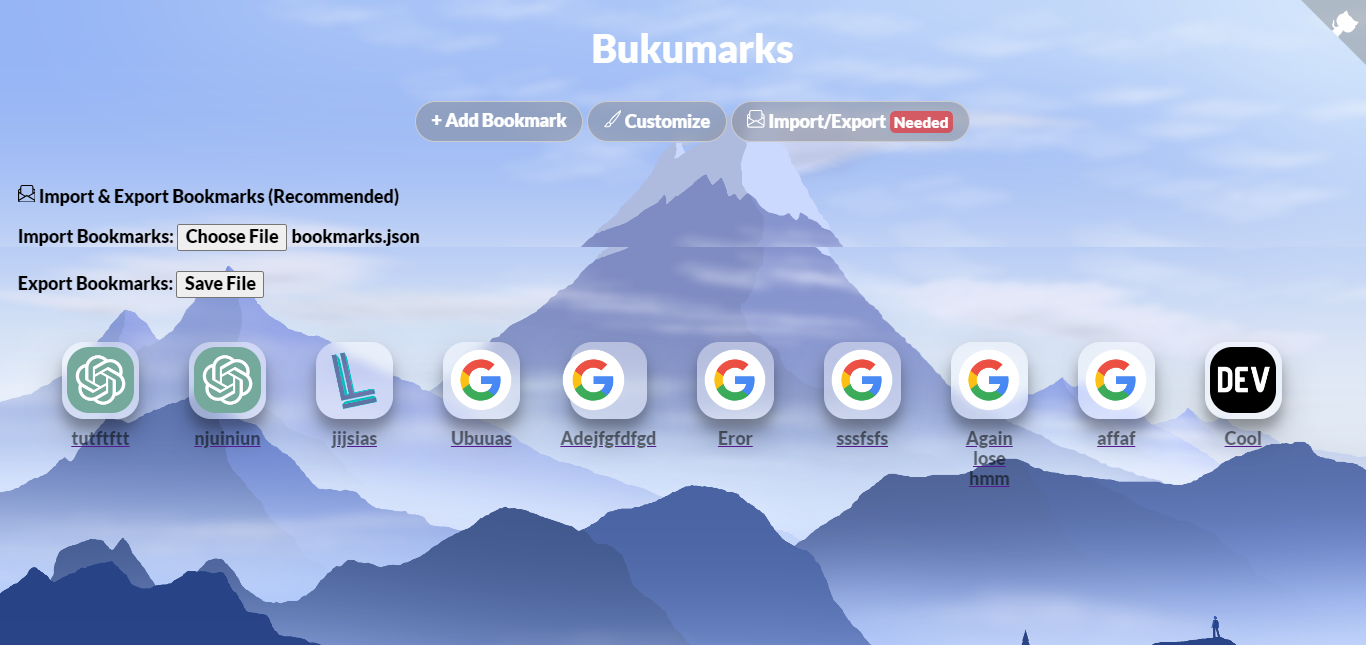 Bukumarks
+ Add Bookmark
Customize
Import/Export Needed
Import & Export Bookmarks (Recommended)
Import Bookmarks: Choose File bookmarks.json
Export Bookmarks: Save File
tutftftt
njuiniun
jijsias
Ubuuas
Adejfgfdfgd
Eror
sssfsfs
Again
lose
hmm
affaf
DEV
Cool